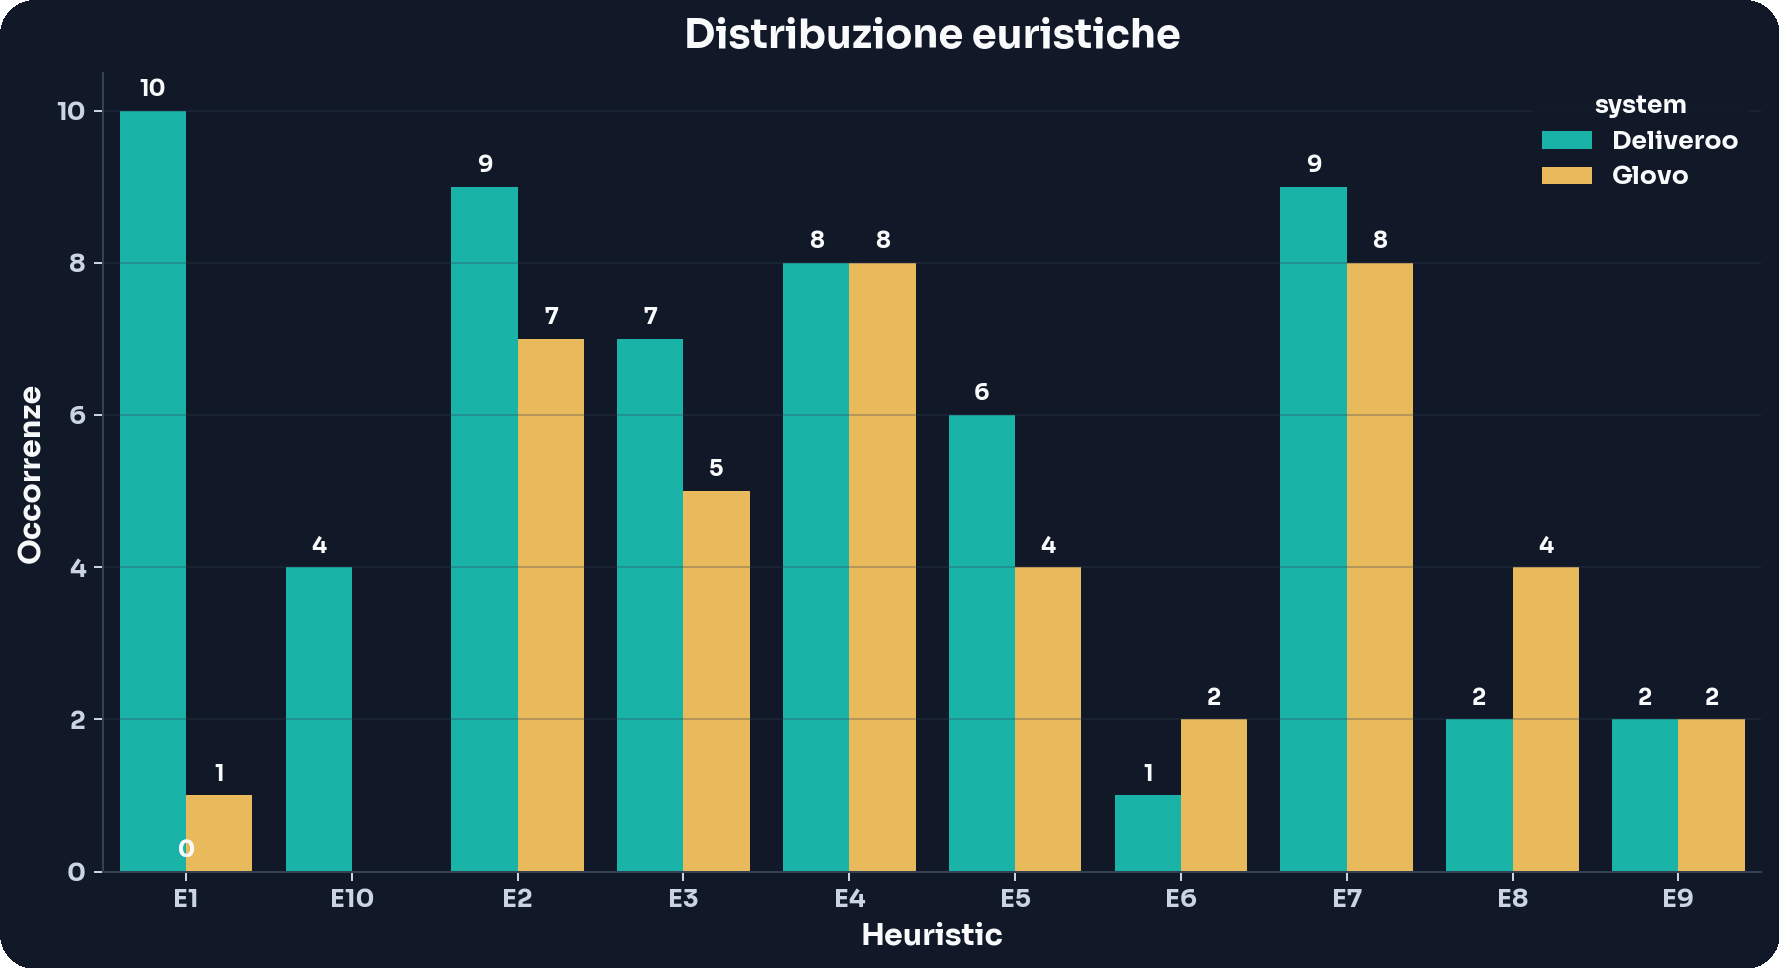 Distribuzione euristiche
system
Deliveroo
Glovo
Occorrenze
10
8
6
4
2
0
10
1
0
4
9
7
7
5
8
8
6
4
1
2
9
8
2
4
2
2
E1
E10
E2
E3
E4
E5
E6
E7
E8
E9
Heuristic